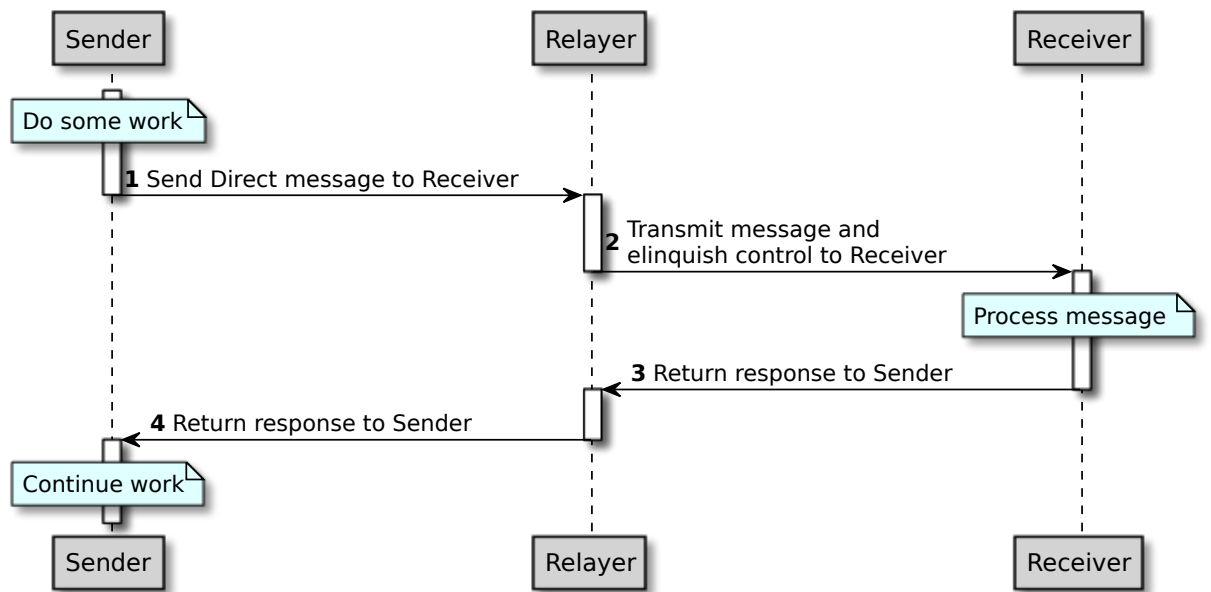 Sender
Relayer
Receiver
Do some work
1 Send Direct message to Receiver
2 Transmit message and
elinquish control to Receiver
Process message
3 Return response to Sender
4 Return response to Sender
Continue work
Sender
Relayer
Receiver